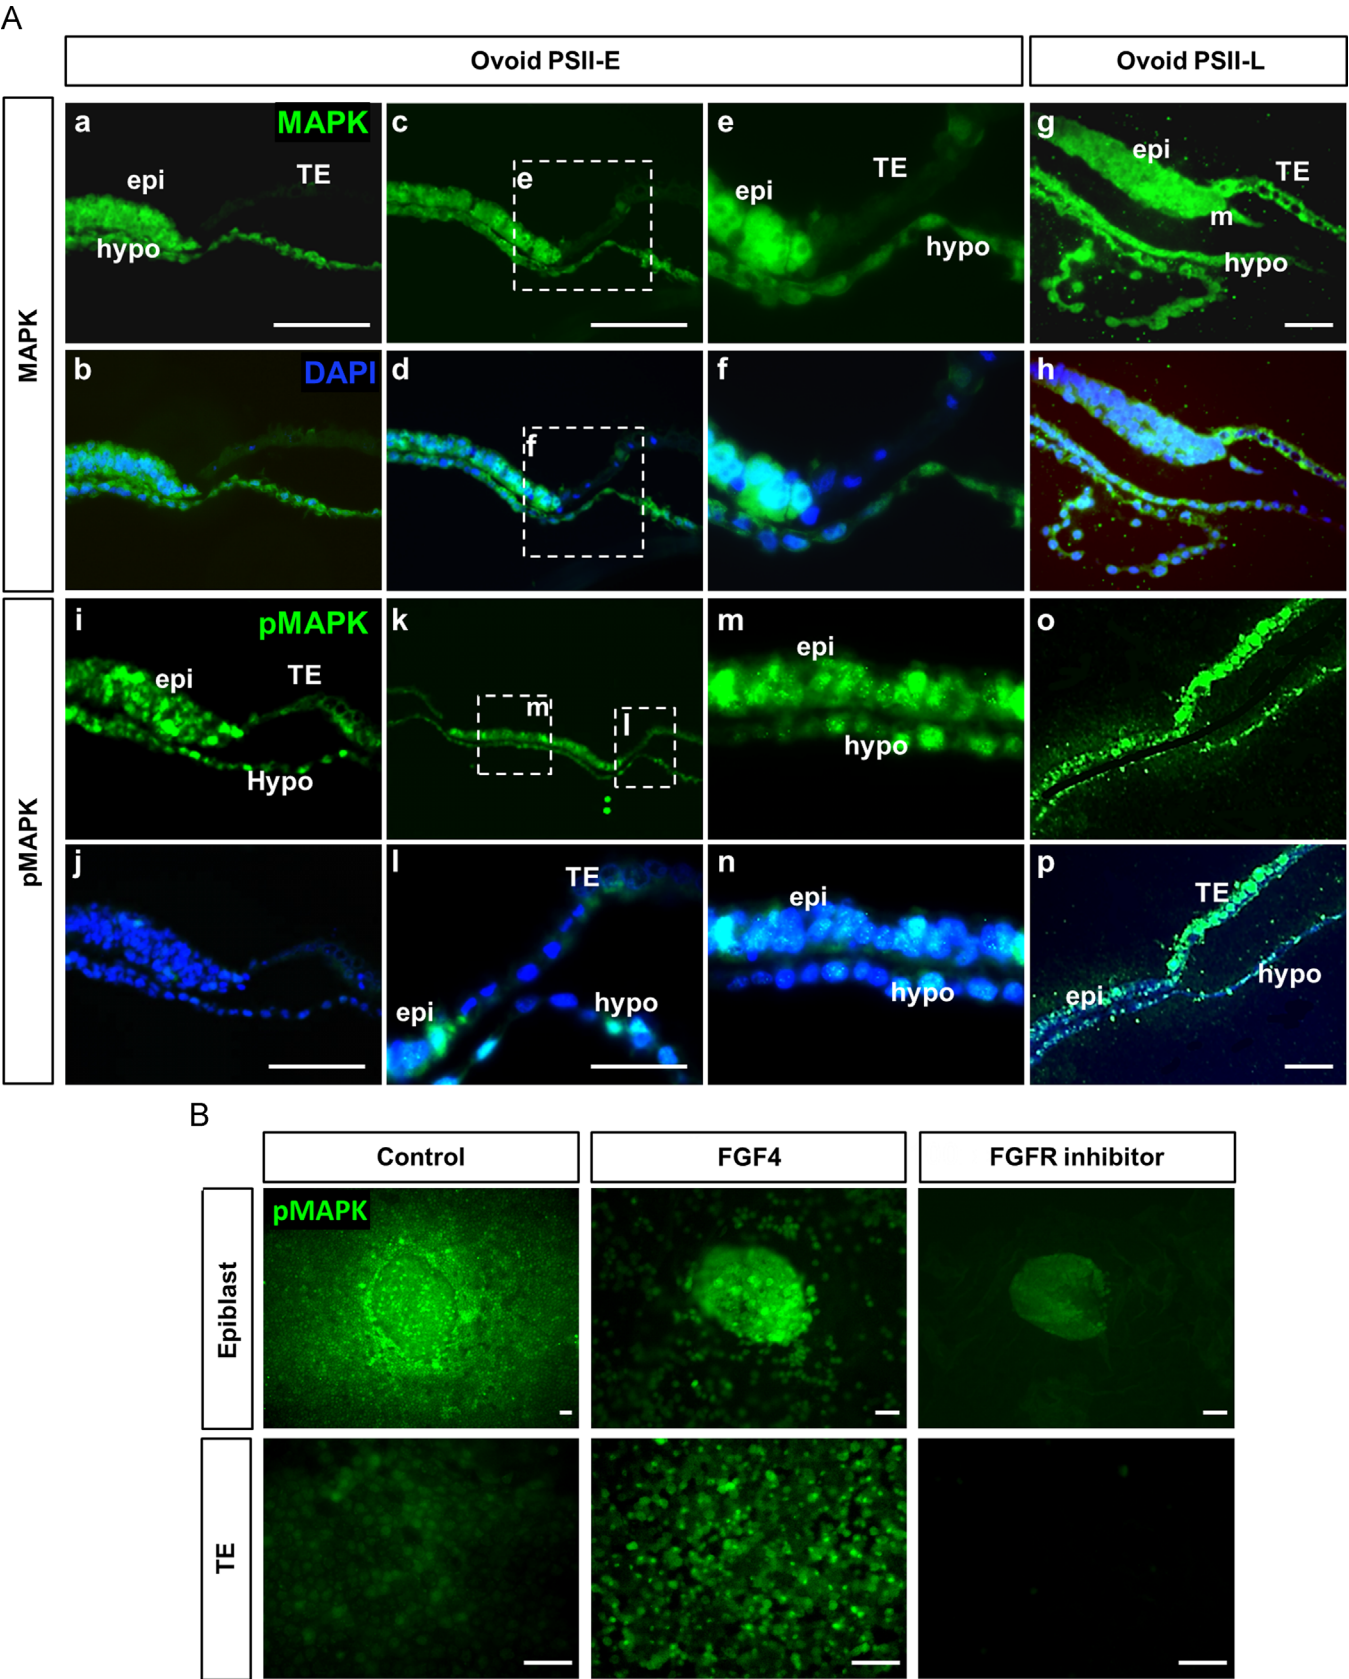 A
Ovoid PSII-E
Ovoid PSII-L
MAPK
a
MAPK
epi
TE
hypo
c
e
e
TE
epi
hypo
g
epi
TE
m
hypo
b
DAPI
d
f
f
h
pMAPK
i
pMAPK
epi
TE
Hypo
k
m
l
m
epi
hypo
o
j
l
TE
epi
hypo
n
epi
hypo
p
TE
hypo
epi
B
Control
FGF4
FGFR inhibitor
Epiblast
pMAPK
TE